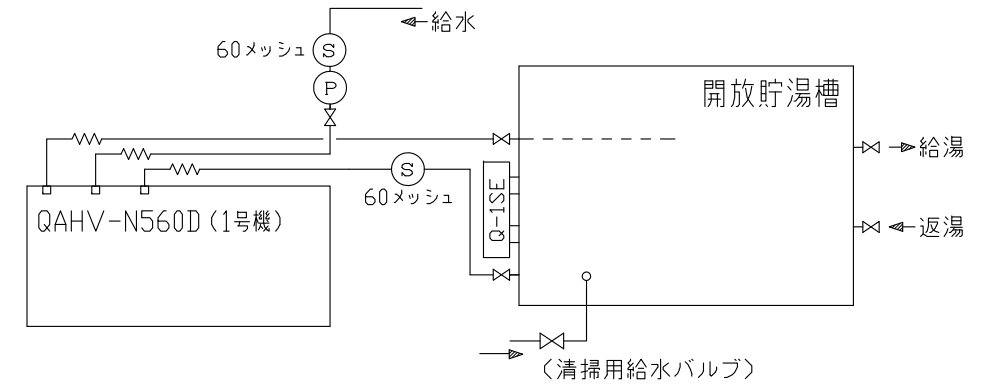 給水
60メッシュ
S
P
開放貯湯槽
給湯
S
60メッシュ
Q-1SE
QAHV-N560D(1号機)
返湯
(清掃用給水バルブ)